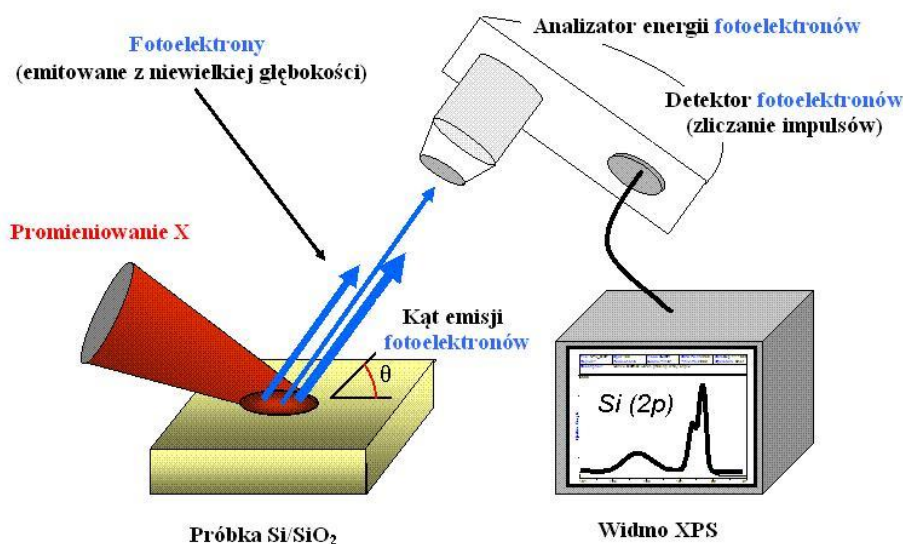 Fotoelektrony
(emitowane z niewielkiej głębokości)
Analizator energii fotoelektronów
Detektor fotoelektronów
(zliczanie impulsów)
Promieniowanie X
Kąt emisji
fotoelektronów
θ
Si (2p)
Próbka Si/SiO₂
Widmo XPS